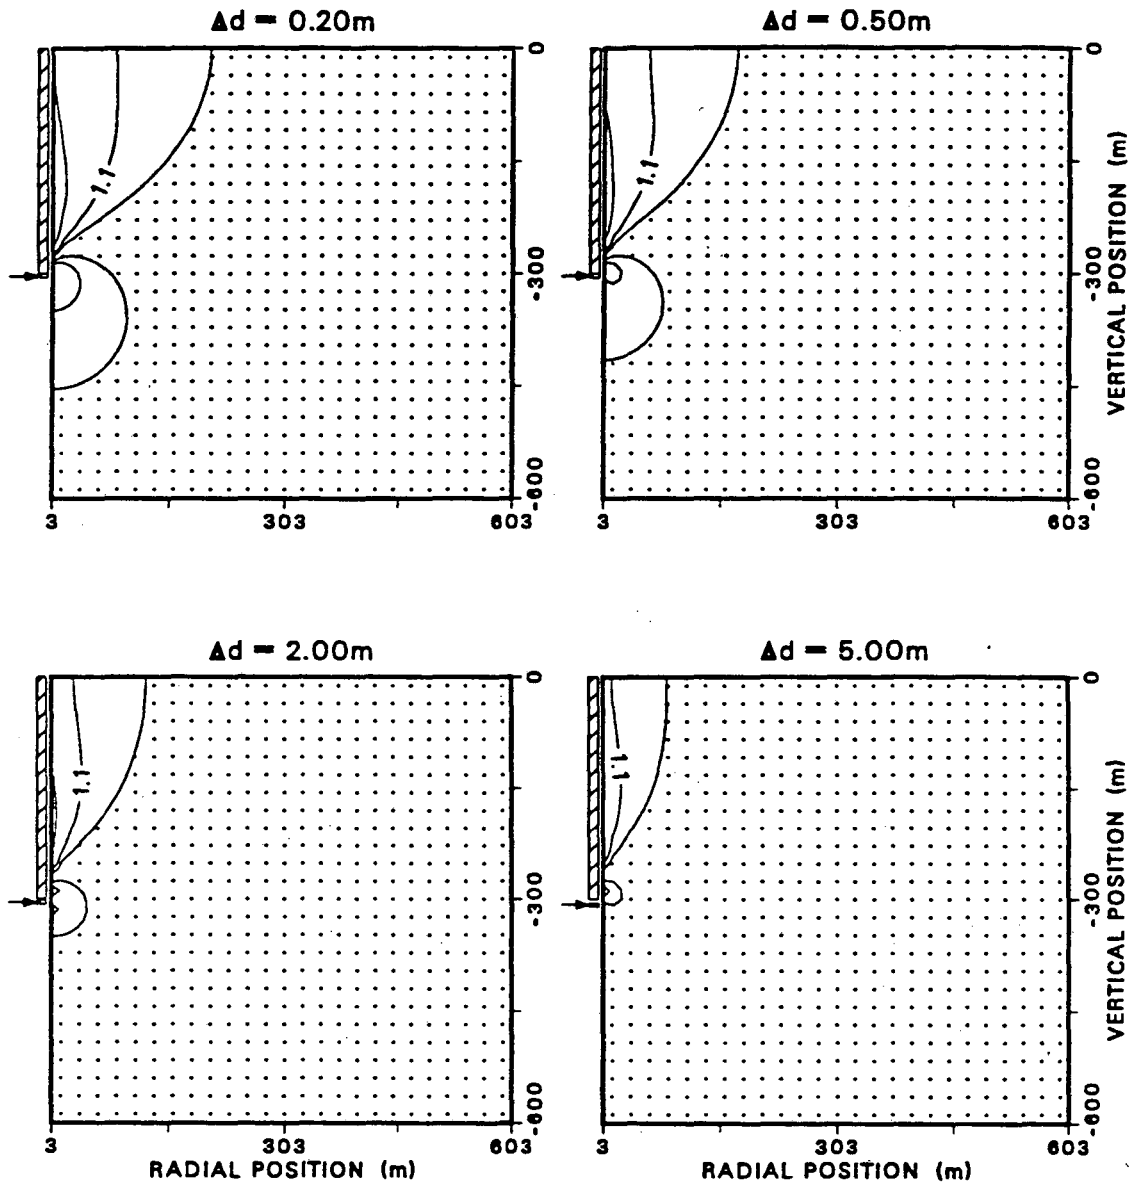 Δd = 0.20m
Δd = 0.50m
1.1
1.1
0
-300
-600
0
-300
-600
VERTICAL POSITION (m)
3 303 603
3 303 603
Δd = 2.00m
Δd = 5.00m
1.1
1.1
0
-300
-600
0
-300
-600
VERTICAL POSITION (m)
3 303 603
3 303 603
RADIAL POSITION (m)
RADIAL POSITION (m)